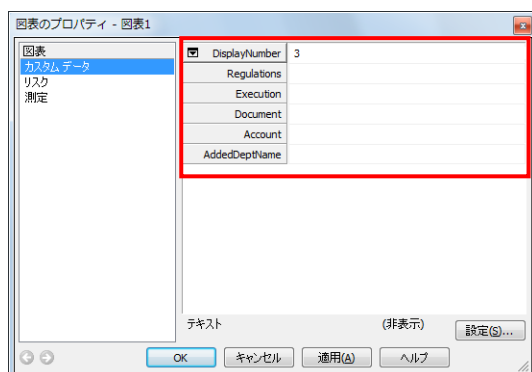 図表のプロパティ - 図表1
図表
カスタム データ
リスク
測定
DisplayNumber 3
Regulations
Execution
Document
Account
AddedDeptName
テキスト (非表示)
設定(S)...
OK キャンセル 適用(A) ヘルプ